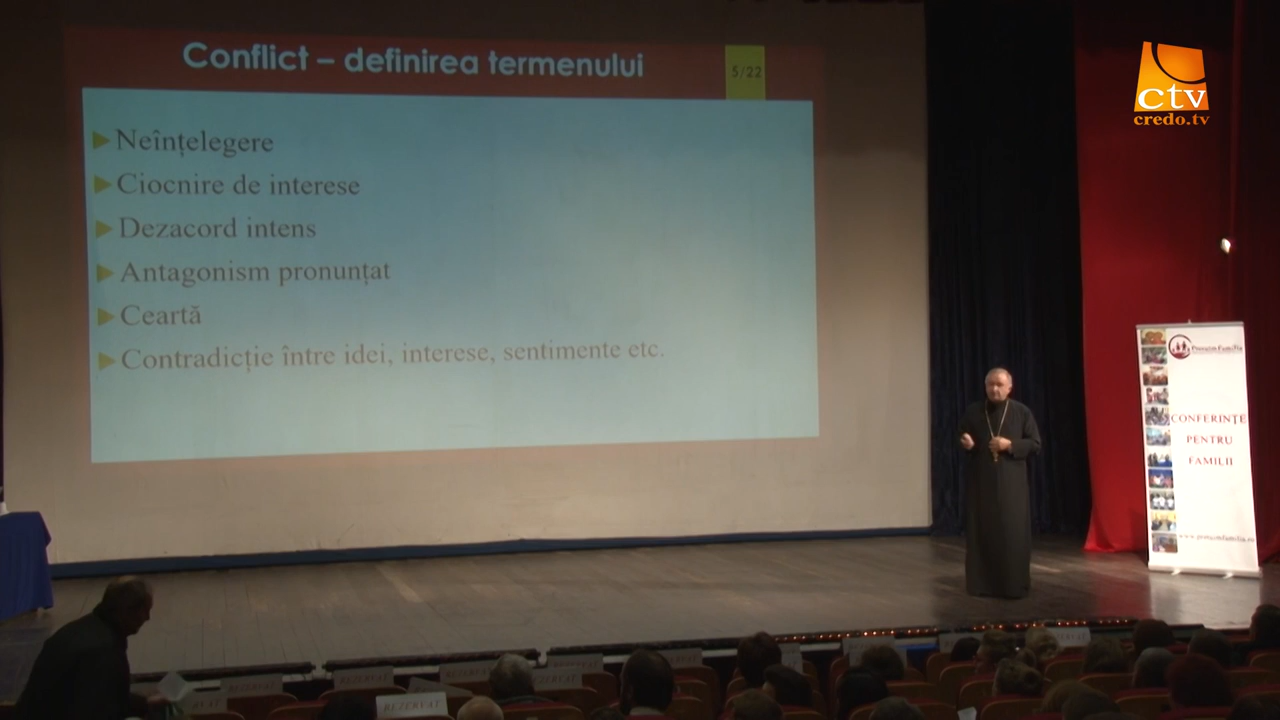 Conflict – definirea termenului
5/22
Neînțelegere
Ciocnire de interese
Dezacord intens
Antagonism pronunțat
Ceartă
Contradicție între idei, interese, sentimente etc.
ctv
credo.tv
CONFERINȚE
PENTRU
FAMILII
REZERVAT
REZERVAT
REZERVAT